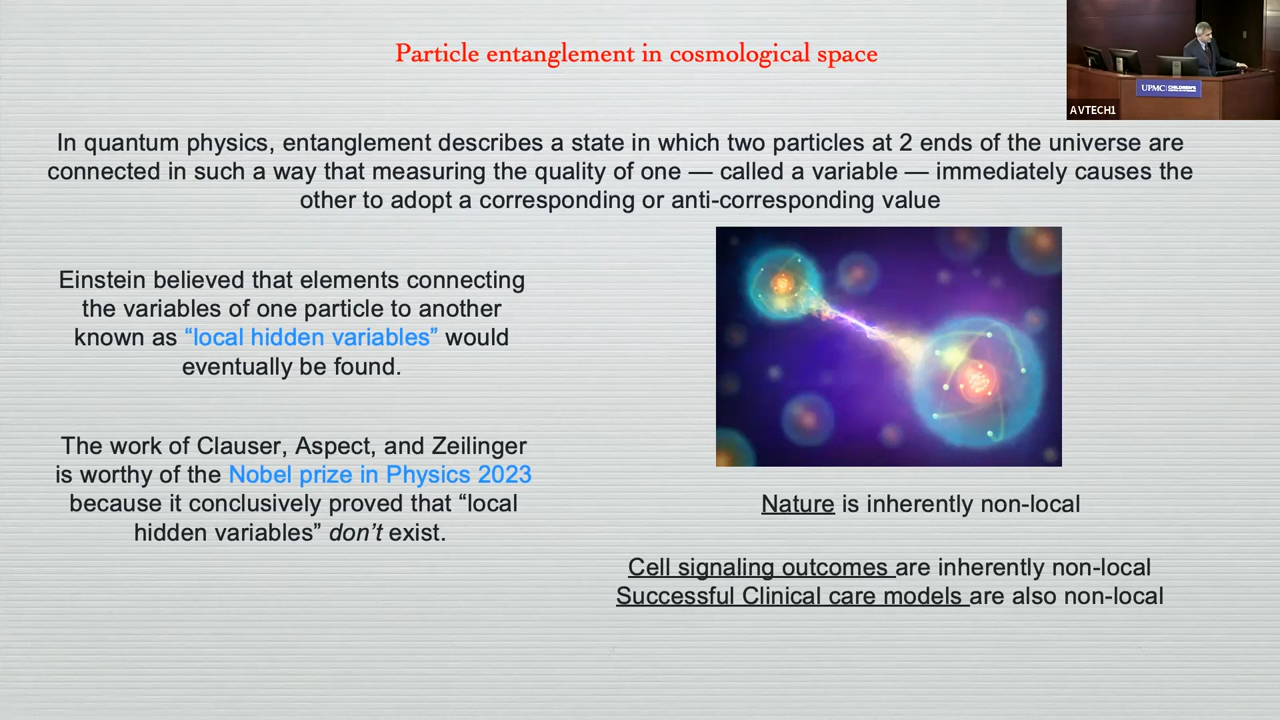 Particle entanglement in cosmological space
AVTECH1
UPMC CHILDREN'S
In quantum physics, entanglement describes a state in which two particles at 2 ends of the universe are
connected in such a way that measuring the quality of one — called a variable — immediately causes the
other to adopt a corresponding or anti-corresponding value
Einstein believed that elements connecting
the variables of one particle to another
known as “local hidden variables” would
eventually be found.
The work of Clauser, Aspect, and Zeilinger
is worthy of the Nobel prize in Physics 2023
because it conclusively proved that “local
hidden variables” don’t exist.
Nature is inherently non-local
Cell signaling outcomes are inherently non-local
Successful Clinical care models are also non-local